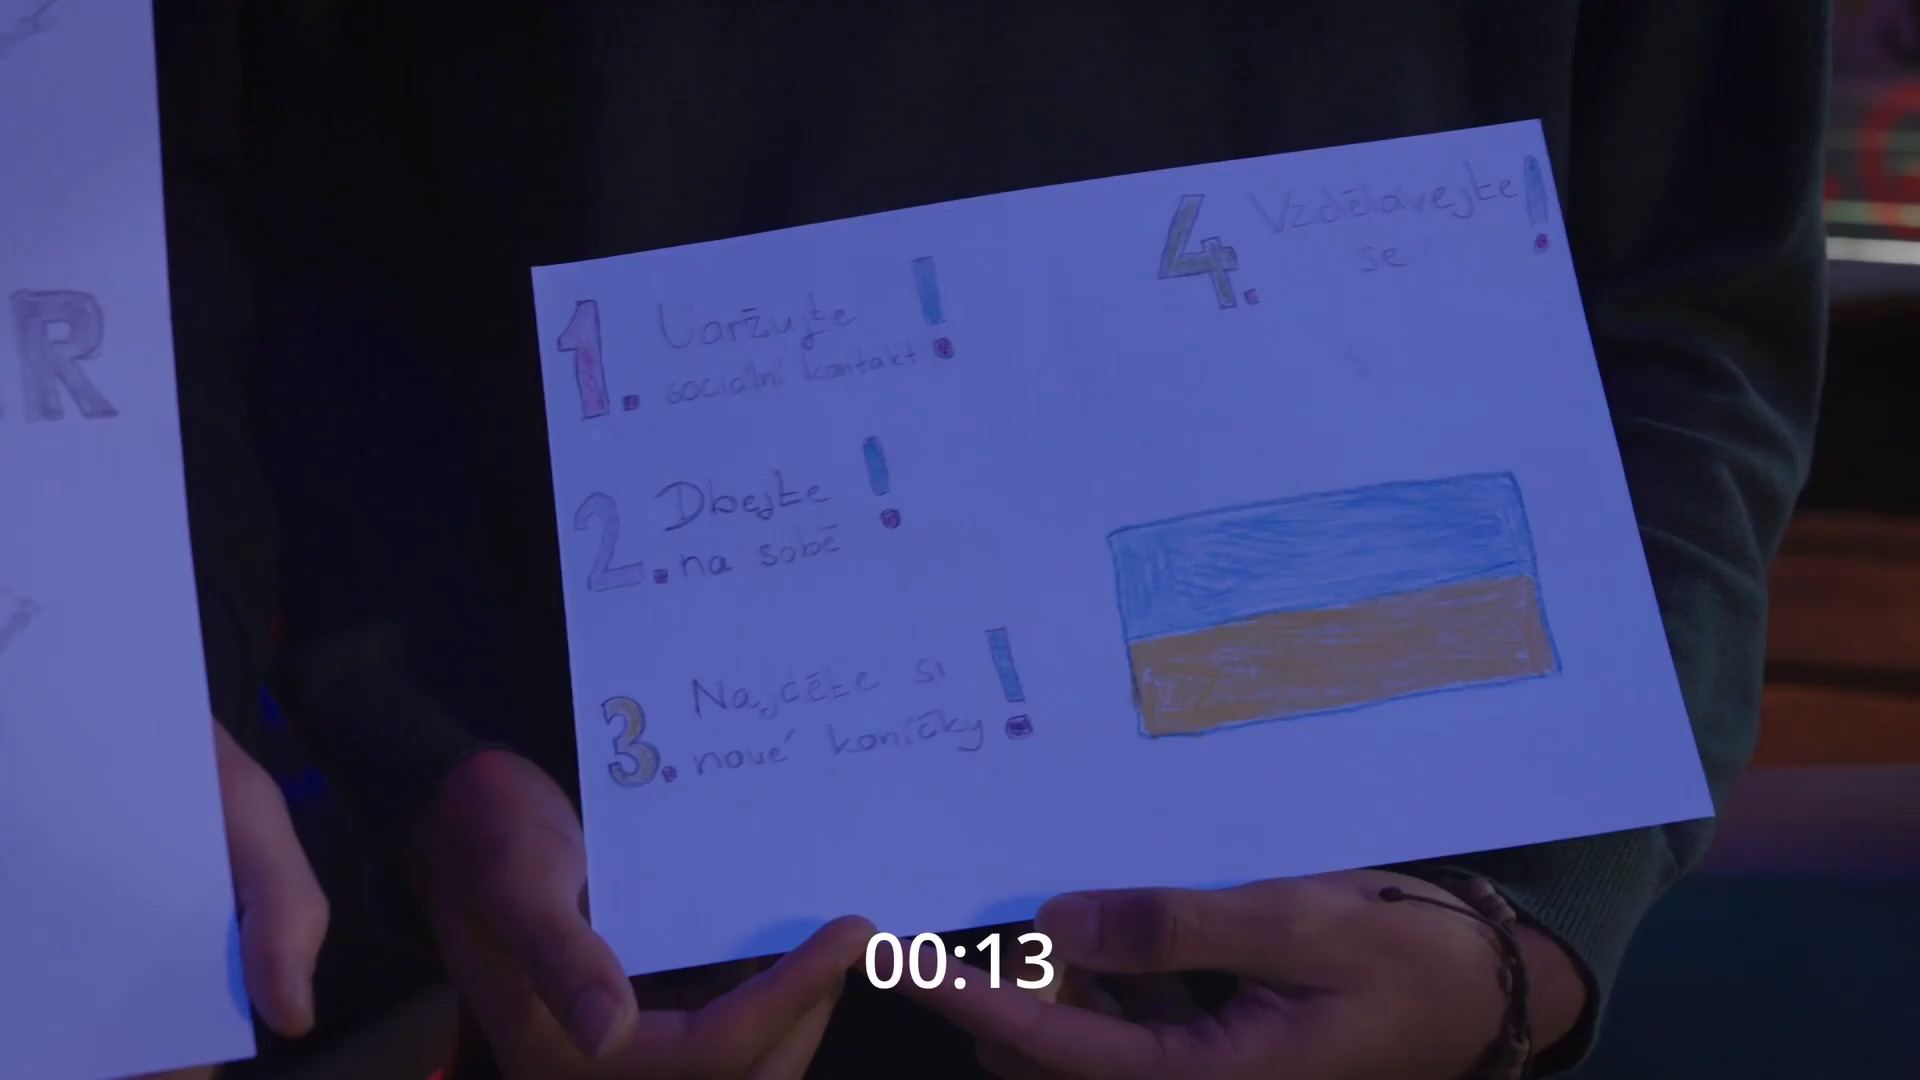 1. Udržujte !
sociální kontakt
2. Dbejte !
na sobě
3. Najděte si !
nové koníčky
4. Vzdělávejte !
se
R
00:13